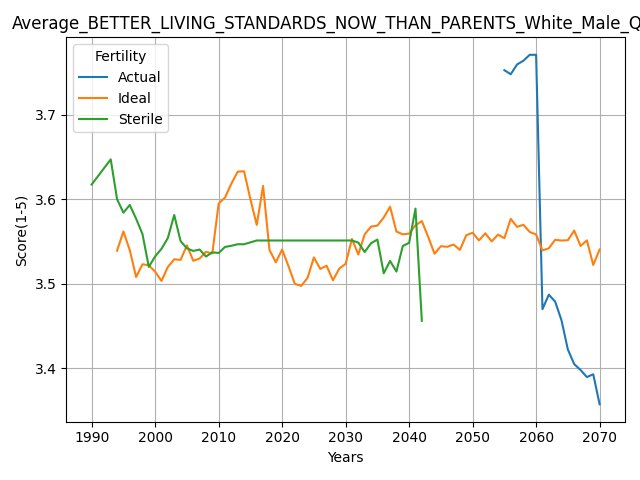 Average_BETTER_LIVING_STANDARDS_NOW_THAN_PARENTS_White_Male_Q
Fertility
Actual
Ideal
Sterile
3.7
3.6
3.5
3.4
Score(1-5)
1990 2000 2010 2020 2030 2040 2050 2060 2070
Years